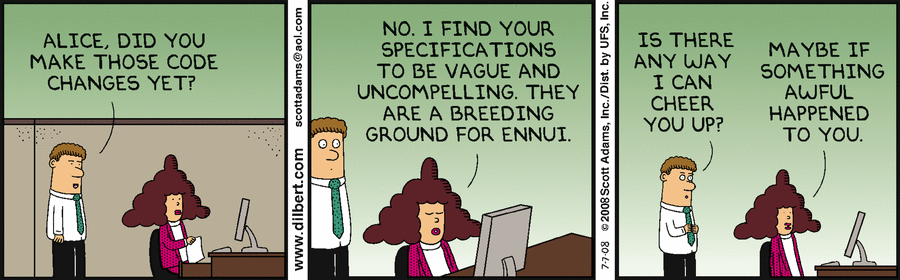 ALICE, DID YOU
MAKE THOSE CODE
CHANGES YET?
www.dilbert.com
scottadams@aol.com
NO. I FIND YOUR
SPECIFICATIONS
TO BE VAGUE AND
UNCOMPELLING. THEY
ARE A BREEDING
GROUND FOR ENNUI.
7-7-08 © 2008 Scott Adams, Inc./Dist. by UFS, Inc.
IS THERE
ANY WAY
I CAN
CHEER
YOU UP?
MAYBE IF
SOMETHING
AWFUL
HAPPENED
TO YOU.